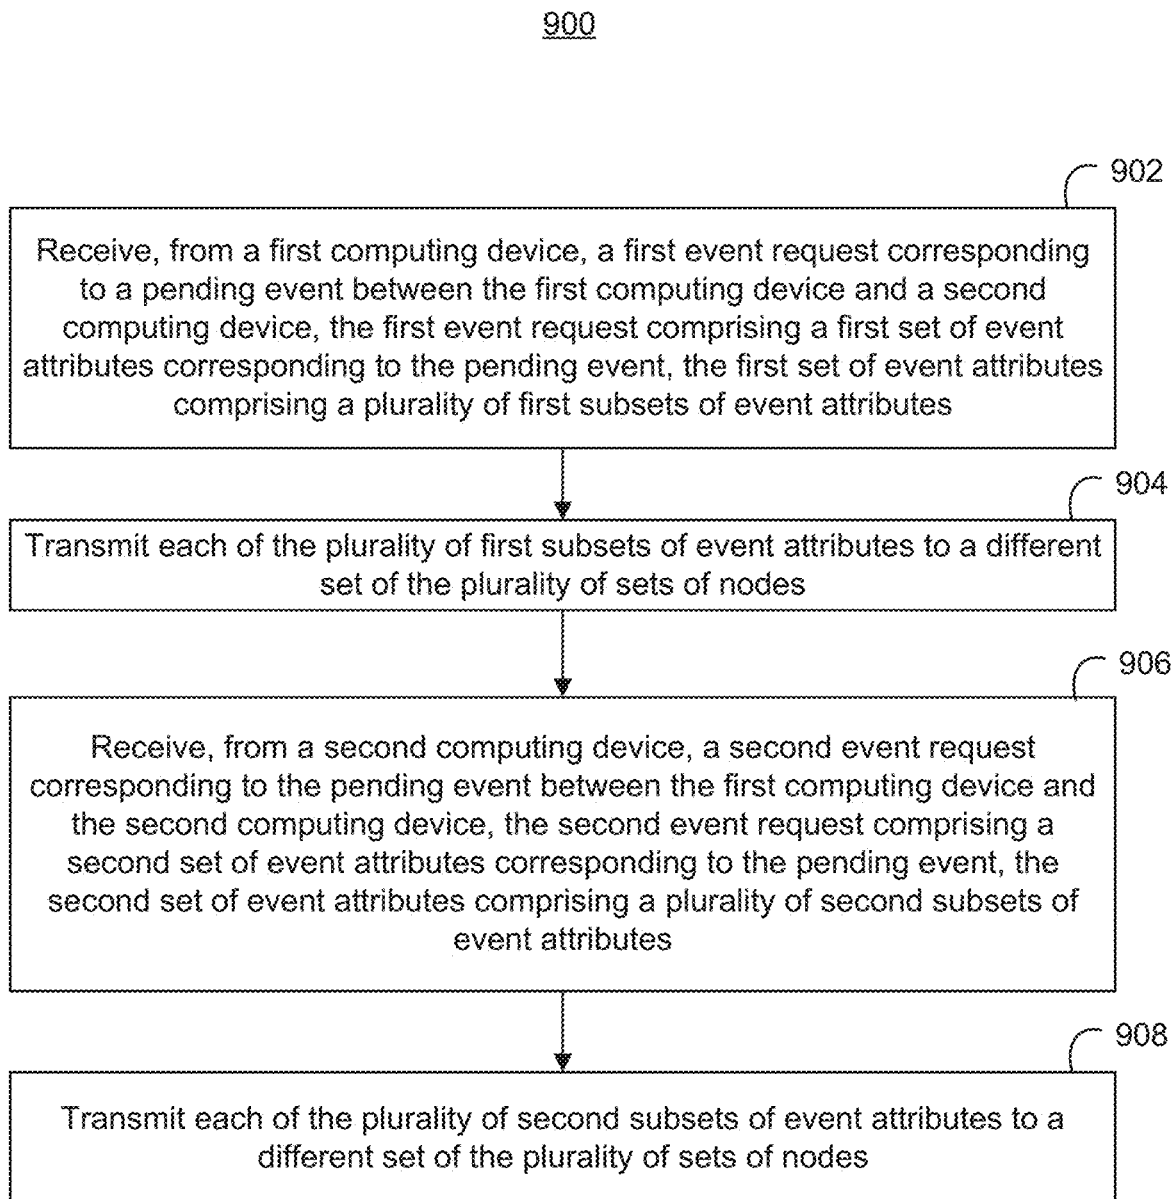 900
902
Receive, from a first computing device, a first event request corresponding
to a pending event between the first computing device and a second
computing device, the first event request comprising a first set of event
attributes corresponding to the pending event, the first set of event attributes
comprising a plurality of first subsets of event attributes
904
Transmit each of the plurality of first subsets of event attributes to a different
set of the plurality of sets of nodes
906
Receive, from a second computing device, a second event request
corresponding to the pending event between the first computing device and
the second computing device, the second event request comprising a
second set of event attributes corresponding to the pending event, the
second set of event attributes comprising a plurality of second subsets of
event attributes
908
Transmit each of the plurality of second subsets of event attributes to a
different set of the plurality of sets of nodes